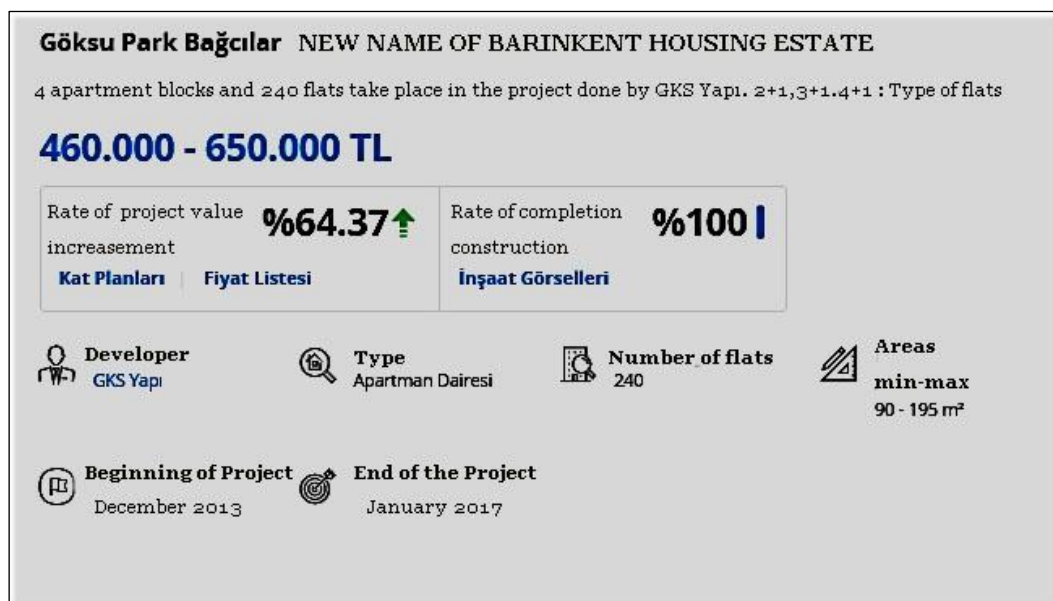 Göksu Park Bağcılar NEW NAME OF BARINKENT HOUSING ESTATE
4 apartment blocks and 240 flats take place in the project done by GKS Yapı. 2+1,3+1.4+1 : Type of flats
460.000 - 650.000 TL
Rate of project value increasement %64.37
Kat Planları Fiyat Listesi
Rate of completion construction %100
İnşaat Görselleri
Developer
GKS Yapı
Type
Apartman Dairesi
Number of flats
240
Areas
min-max
90 - 195 m²
Beginning of Project
December 2013
End of the Project
January 2017